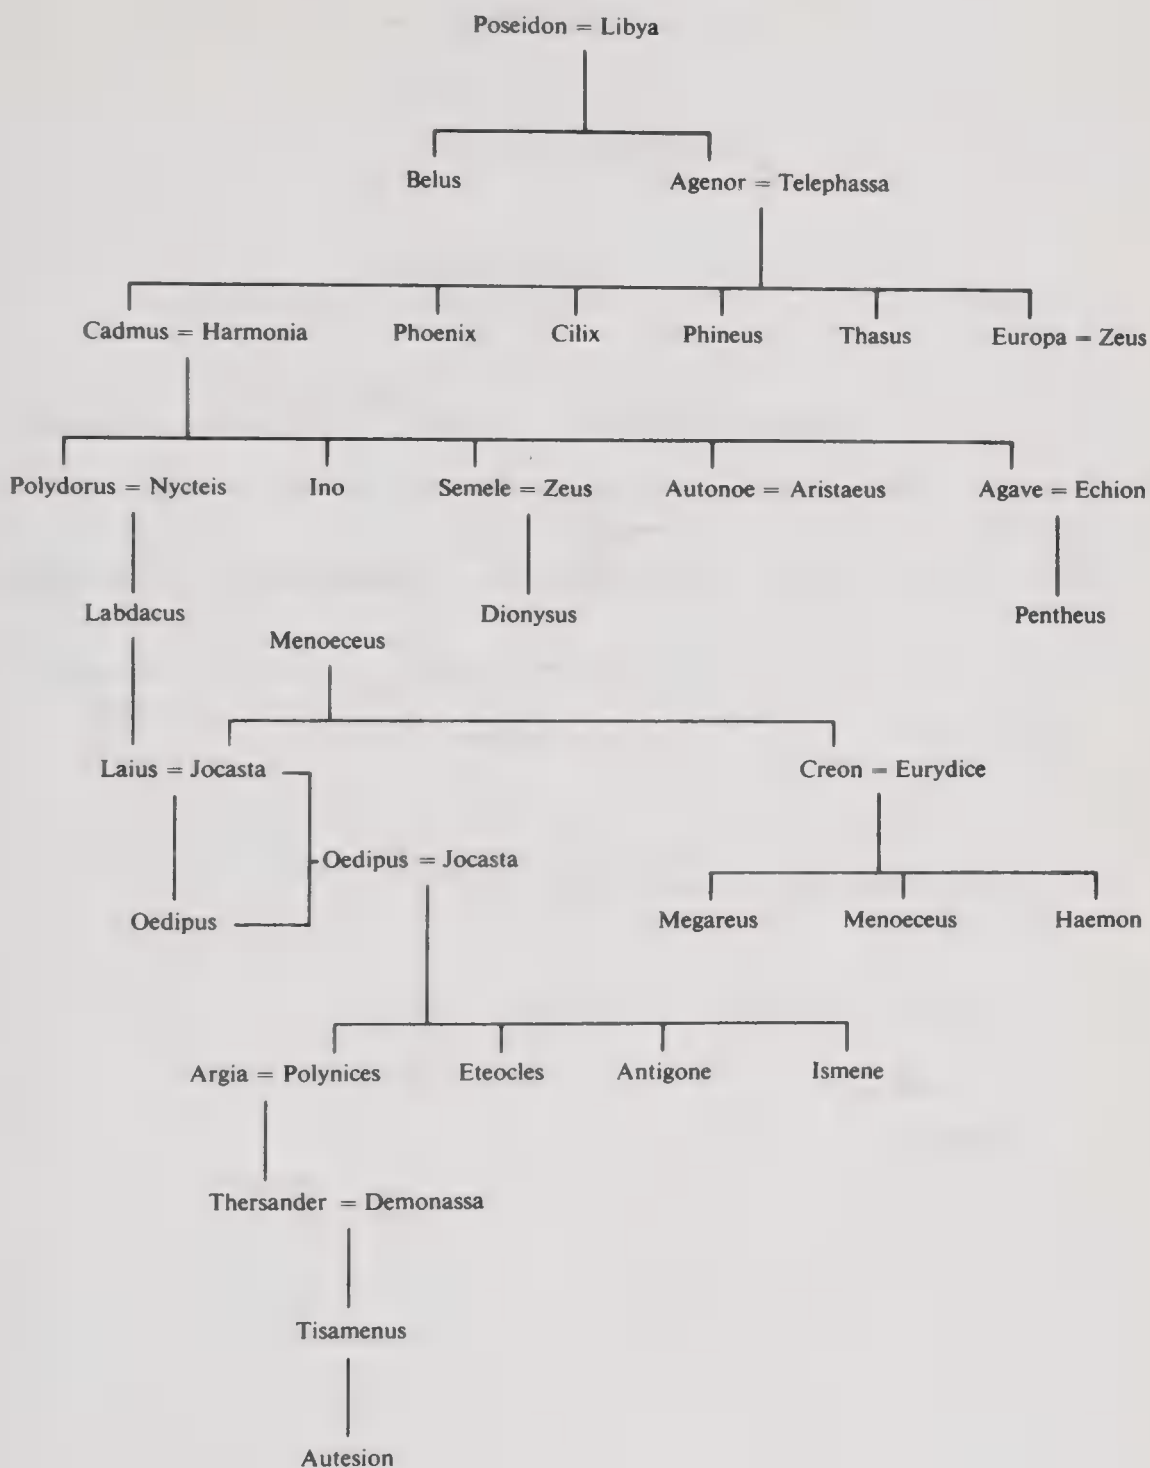 Poseidon = Libya
Belus Agenor = Telephassa
Cadmus = Harmonia Phoenix Cilix Phineus Thasus Europa = Zeus
Polydorus = Nycteis Ino Semele = Zeus Autonoe = Aristaeus Agave = Echion
Labdacus Dionysus Pentheus
Menoeceus
Laius = Jocasta Creon = Eurydice
Oedipus = Jocasta
Oedipus Megareus Menoeceus Haemon
Argia = Polynices Eteocles Antigone Ismene
Thersander = Demonassa
Tisamenus
Autesion